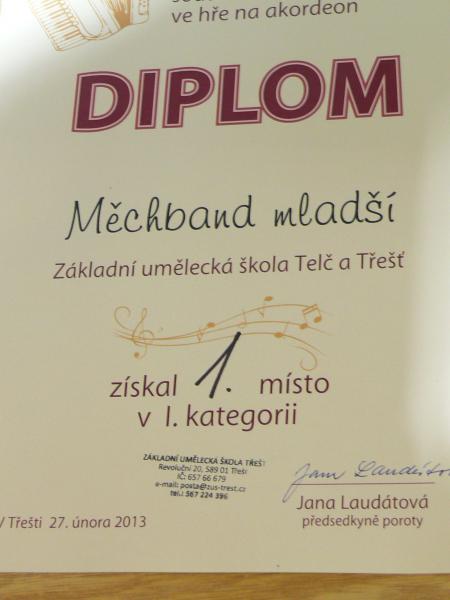 ve hře na akordeon
DIPLOM
Měchband mladší
Základní umělecká škola Telč a Třešť
získal 1. místo
v I. kategorii
ZÁKLADNÍ UMĚLECKÁ ŠKOLA TŘEŠŤ
Revoluční 20, 589 01 Třešť
IČ: 657 66 679
e-mail: posta@zus-trest.cz
tel.: 567 224 396
Jana Laudátová
V Třešti 27. února 2013
předsedkyně poroty